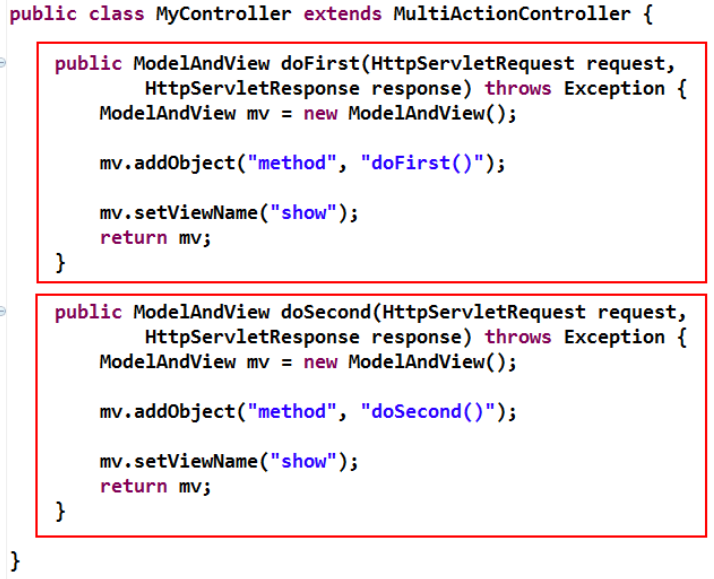 public class MyController extends MultiActionController {
public ModelAndView doFirst(HttpServletRequest request,
HttpServletResponse response) throws Exception {
ModelAndView mv = new ModelAndView();
mv.addObject("method", "doFirst()");
mv.setViewName("show");
return mv;
}
public ModelAndView doSecond(HttpServletRequest request,
HttpServletResponse response) throws Exception {
ModelAndView mv = new ModelAndView();
mv.addObject("method", "doSecond()");
mv.setViewName("show");
return mv;
}
}